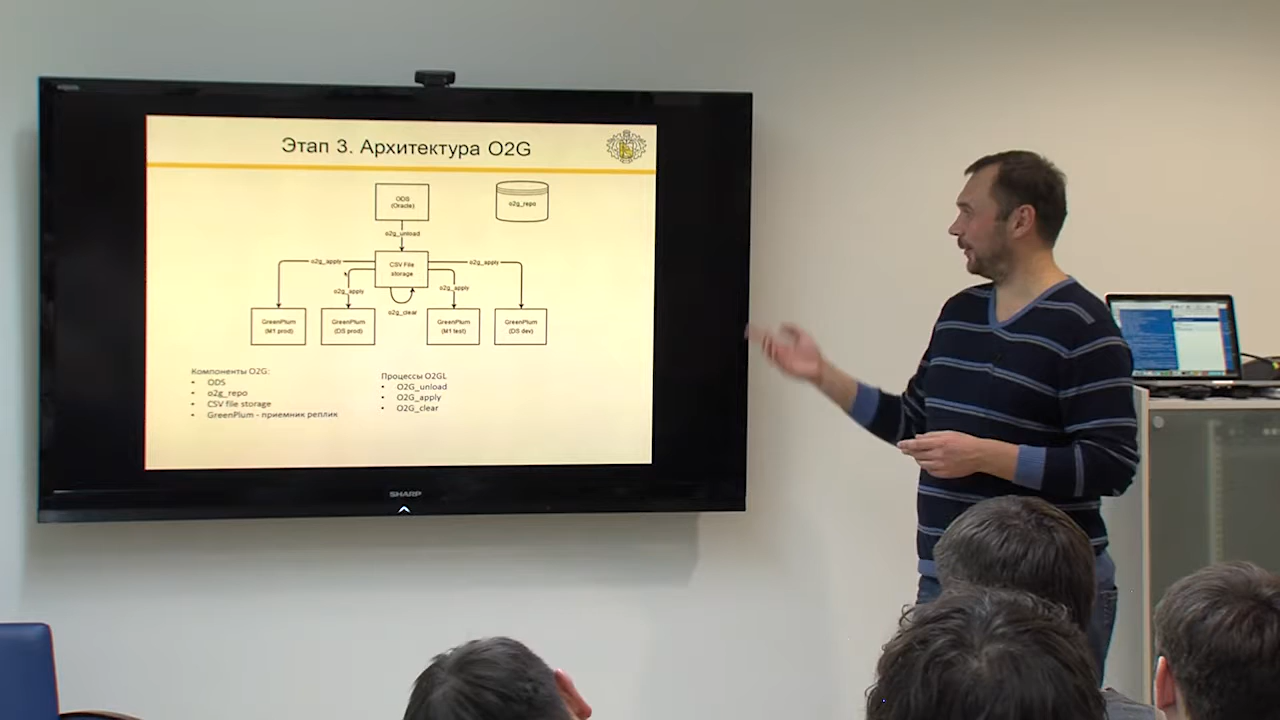 Этап 3. Архитектура O2G
ODS
(Oracle)
o2g_repo
o2g_unload
o2g_apply
CSV File
storage
o2g_apply
o2g_apply
o2g_apply
o2g_clear
GreenPlum
(M1 prod)
GreenPlum
(DS prod)
GreenPlum
(M1 test)
GreenPlum
(DS dev)
Компоненты O2G:
• ODS
• o2g_repo
• CSV file storage
• GreenPlum - приемник реплик
Процессы O2GL
• O2G_unload
• O2G_apply
• O2G_clear
SHARP